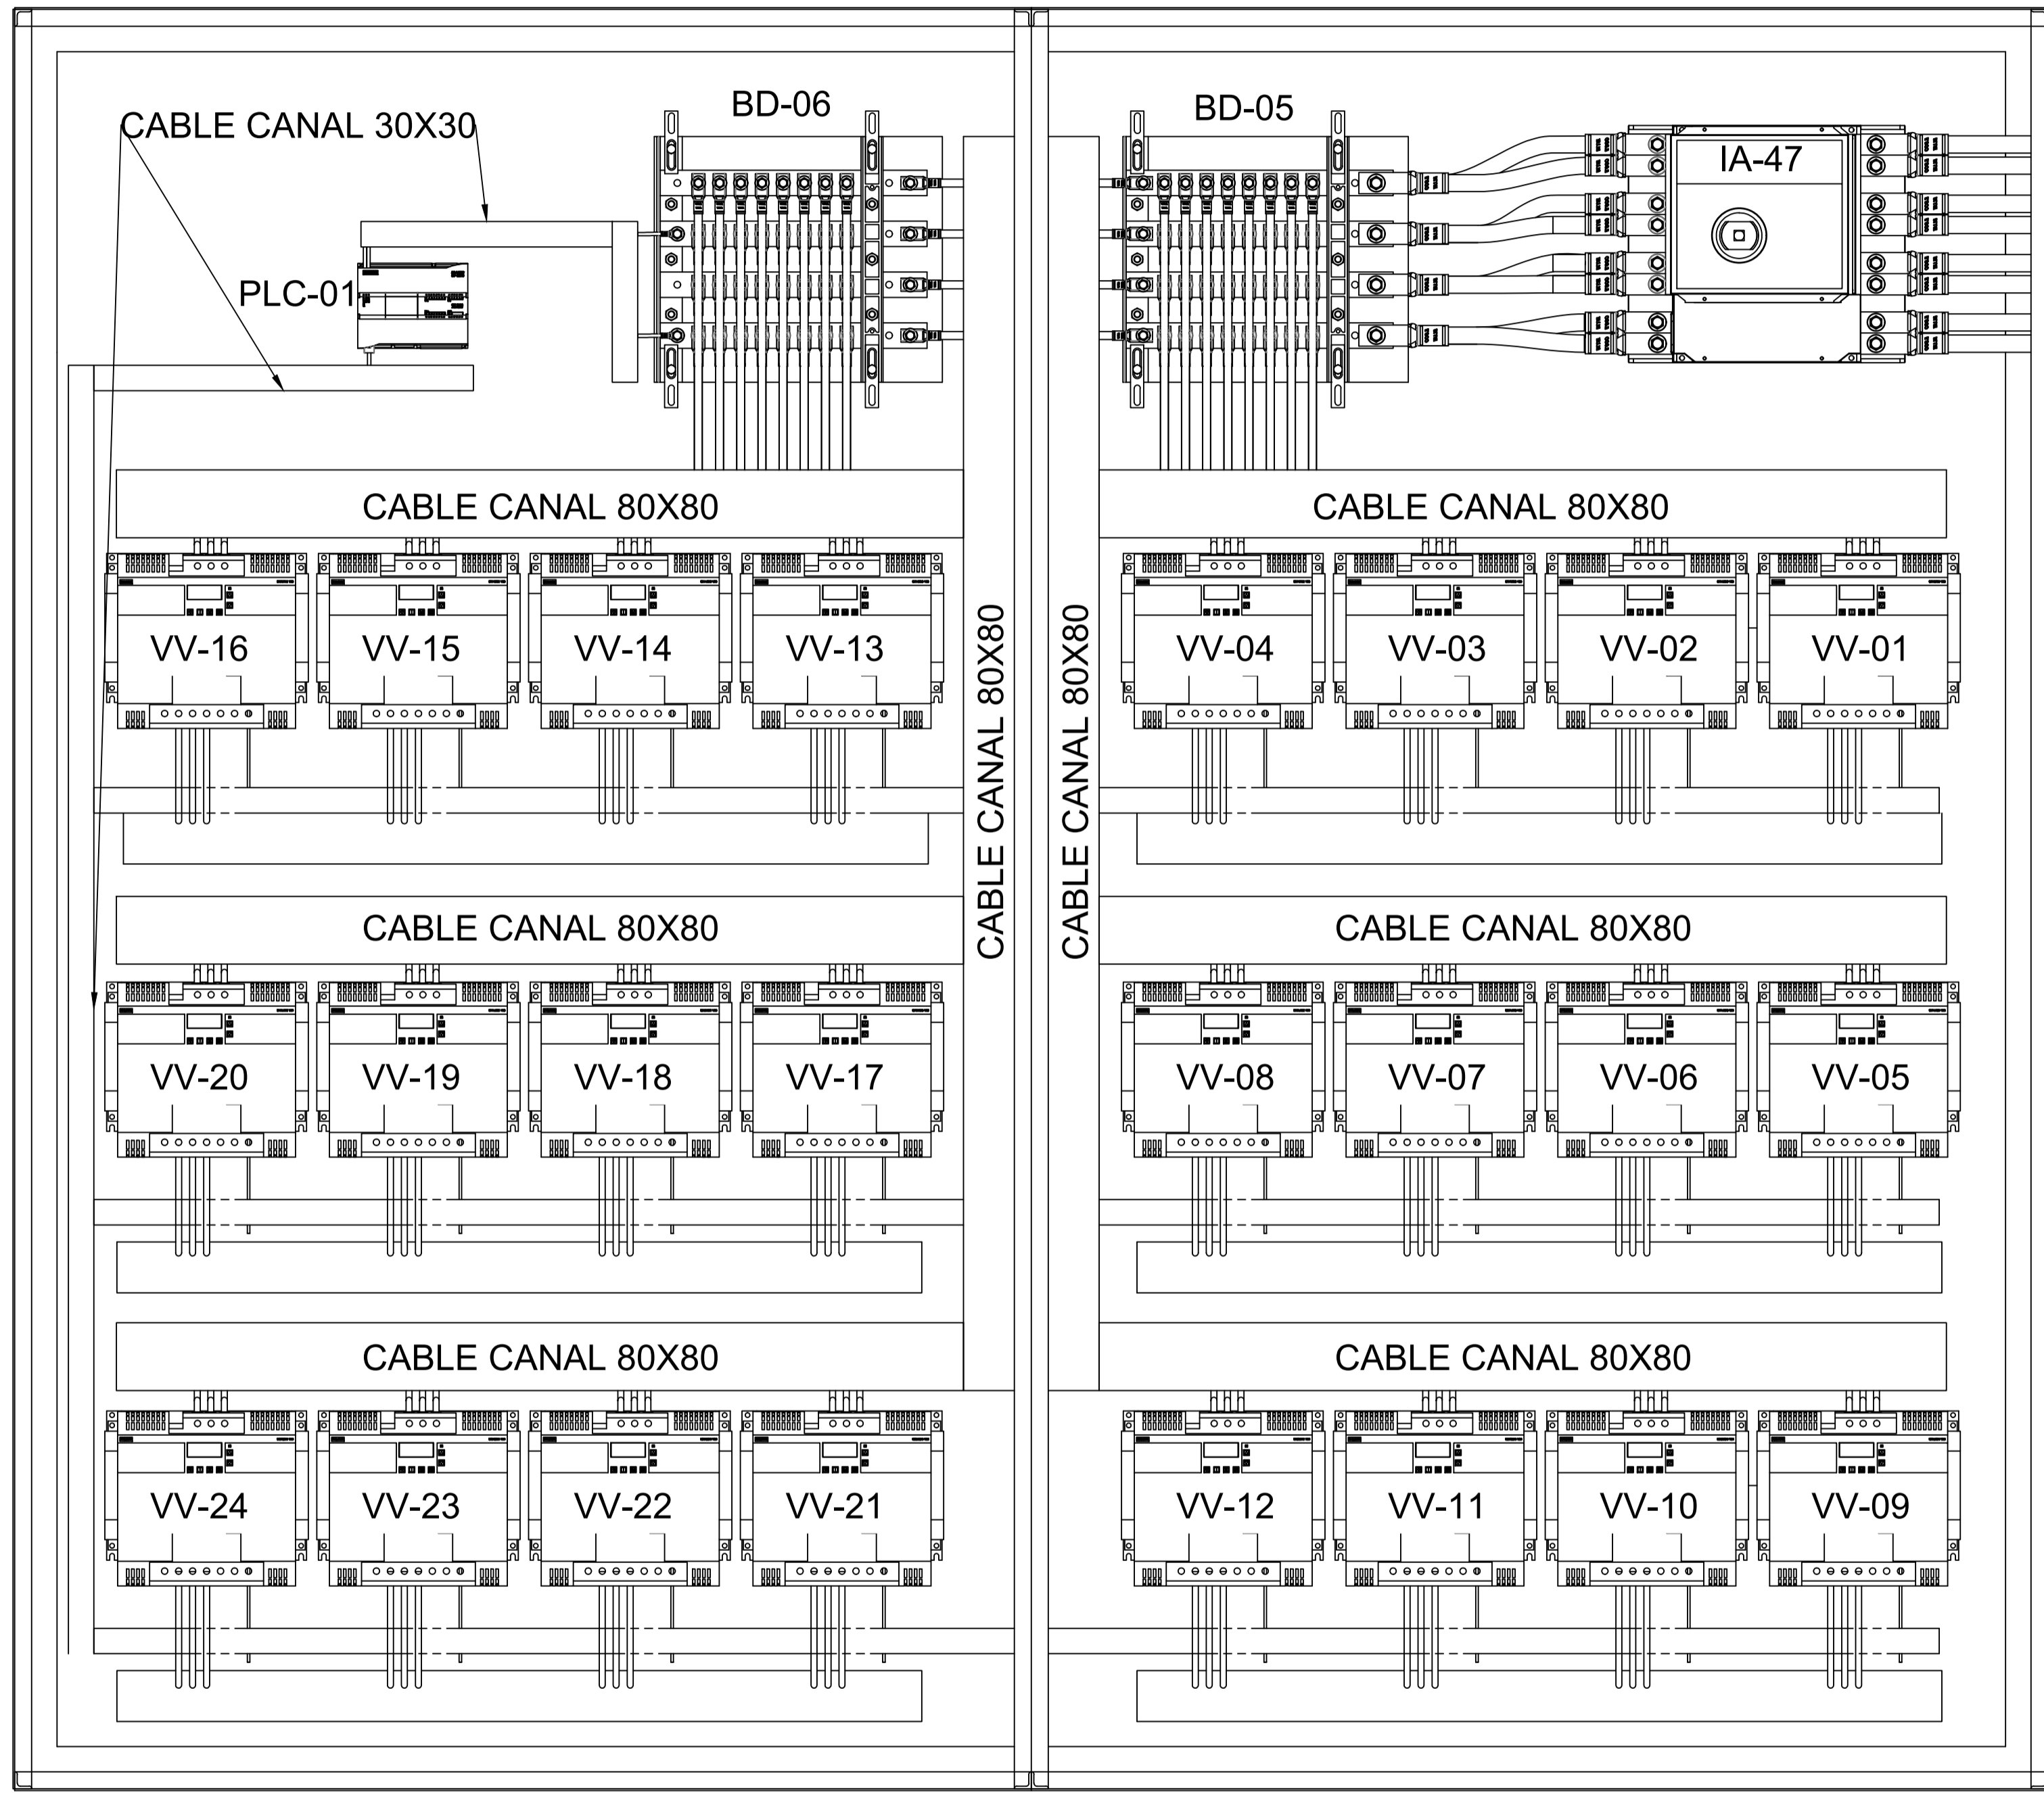 BD-06
BD-05
CABLE CANAL 30X30
IA-47
PLC-01
CABLE CANAL 80X80
CABLE CANAL 80X80
VV-16
VV-15
VV-14
VV-13
VV-04
VV-03
VV-02
VV-01
CABLE CANAL 80X80
CABLE CANAL 80X80
CABLE CANAL 80X80
CABLE CANAL 80X80
VV-20
VV-19
VV-18
VV-17
VV-08
VV-07
VV-06
VV-05
CABLE CANAL 80X80
CABLE CANAL 80X80
VV-24
VV-23
VV-22
VV-21
VV-12
VV-11
VV-10
VV-09